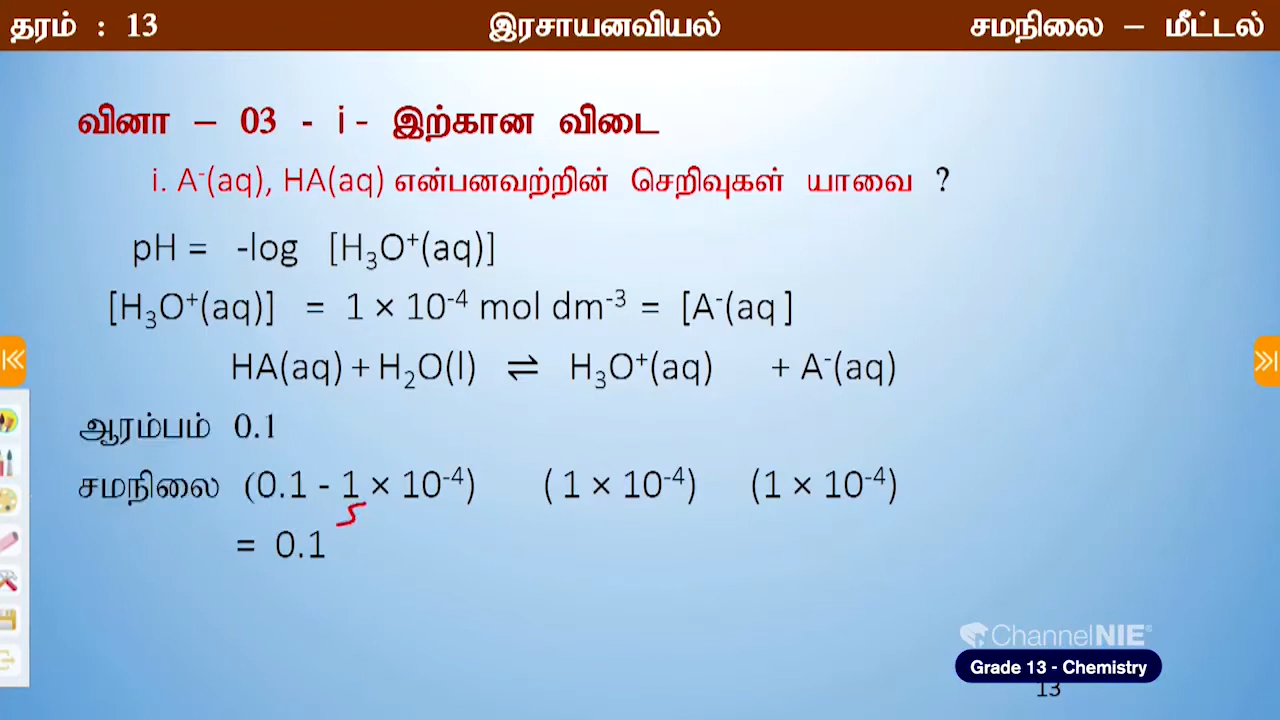 தரம் : 13 இரசாயனவியல் சமநிலை – மீட்டல்
வினா – 03 - i - இற்கான விடை
i. A⁻(aq), HA(aq) என்பனவற்றின் செறிவுகள் யாவை ?
pH = -log [H₃O⁺(aq)]
[H₃O⁺(aq)] = 1 × 10⁻⁴ mol dm⁻³ = [A⁻(aq ]
HA(aq) + H₂O(l) ⇌ H₃O⁺(aq) + A⁻(aq)
ஆரம்பம் 0.1
சமநிலை (0.1 - 1 × 10⁻⁴) ( 1 × 10⁻⁴) (1 × 10⁻⁴)
= 0.1
ChannelNIE
Grade 13 - Chemistry
13